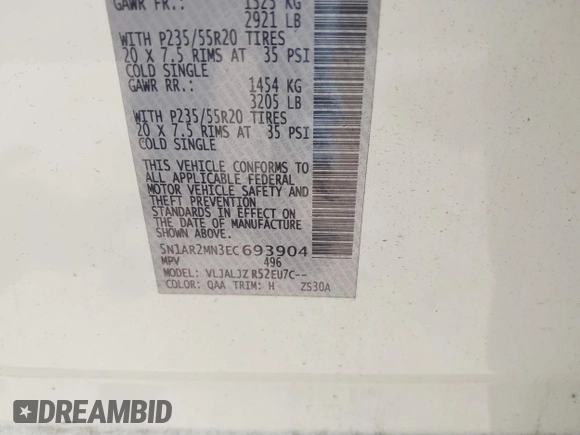 GAWR FR.: 1325 KG
2921 LB
WITH P235/55R20 TIRES
20 X 7.5 RIMS AT 35 PSI
COLD SINGLE
GAWR RR.: 1454 KG
3205 LB
WITH P235/55R20 TIRES
20 X 7.5 RIMS AT 35 PSI
COLD SINGLE
THIS VEHICLE CONFORMS TO
ALL APPLICABLE FEDERAL
MOTOR VEHICLE SAFETY AND
THEFT PREVENTION
STANDARDS IN EFFECT ON
THE DATE OF MANUFACTURE
SHOWN ABOVE.
5N1AR2MN3EC693904
MPV 496
MODEL: VLJALJZ R52EU7C--
COLOR: QAA TRIM: H ZS30A
DREAMBID
DREAMBID.COM